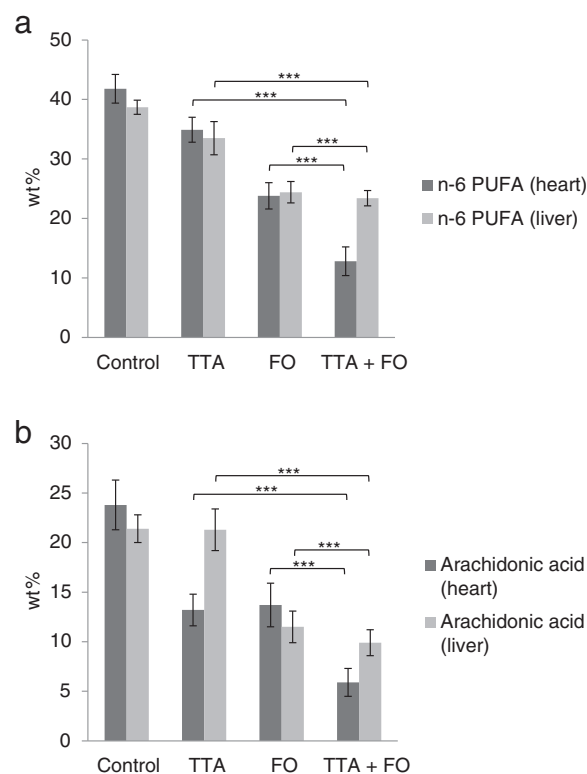 a
50
40
30
20
10
0
wt%
***
***
***
***
Control TTA FO TTA + FO
n-6 PUFA (heart)
n-6 PUFA (liver)
b
30
25
20
15
10
5
0
wt%
***
***
***
***
Control TTA FO TTA + FO
Arachidonic acid
(heart)
Arachidonic acid
(liver)